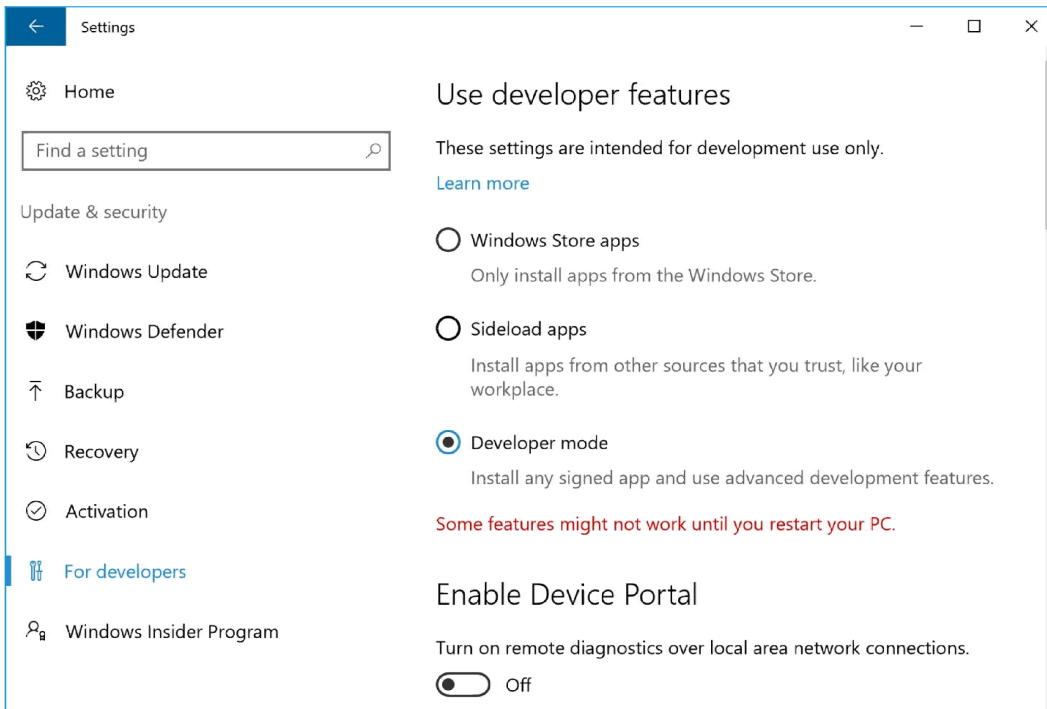 Settings
Home
Find a setting
Update & security
Windows Update
Windows Defender
Backup
Recovery
Activation
For developers
Windows Insider Program
Use developer features
These settings are intended for development use only.
Learn more
Windows Store apps
Only install apps from the Windows Store.
Sideload apps
Install apps from other sources that you trust, like your
workplace.
Developer mode
Install any signed app and use advanced development features.
Some features might not work until you restart your PC.
Enable Device Portal
Turn on remote diagnostics over local area network connections.
Off